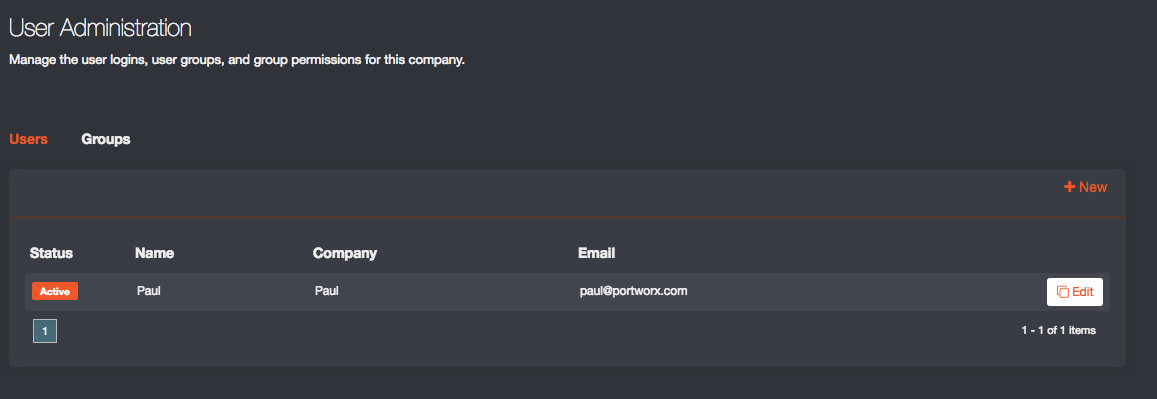 User Administration
Manage the user logins, user groups, and group permissions for this company.
Users Groups
New
Status Name Company Email
Active Paul Paul paul@portworx.com Edit
1 1 - 1 of 1 items